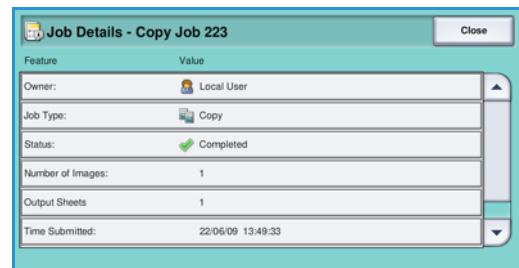 Job Details - Copy Job 223 Close
Feature Value
Owner: Local User
Job Type: Copy
Status: Completed
Number of Images: 1
Output Sheets 1
Time Submitted: 22/06/09 13:49:33